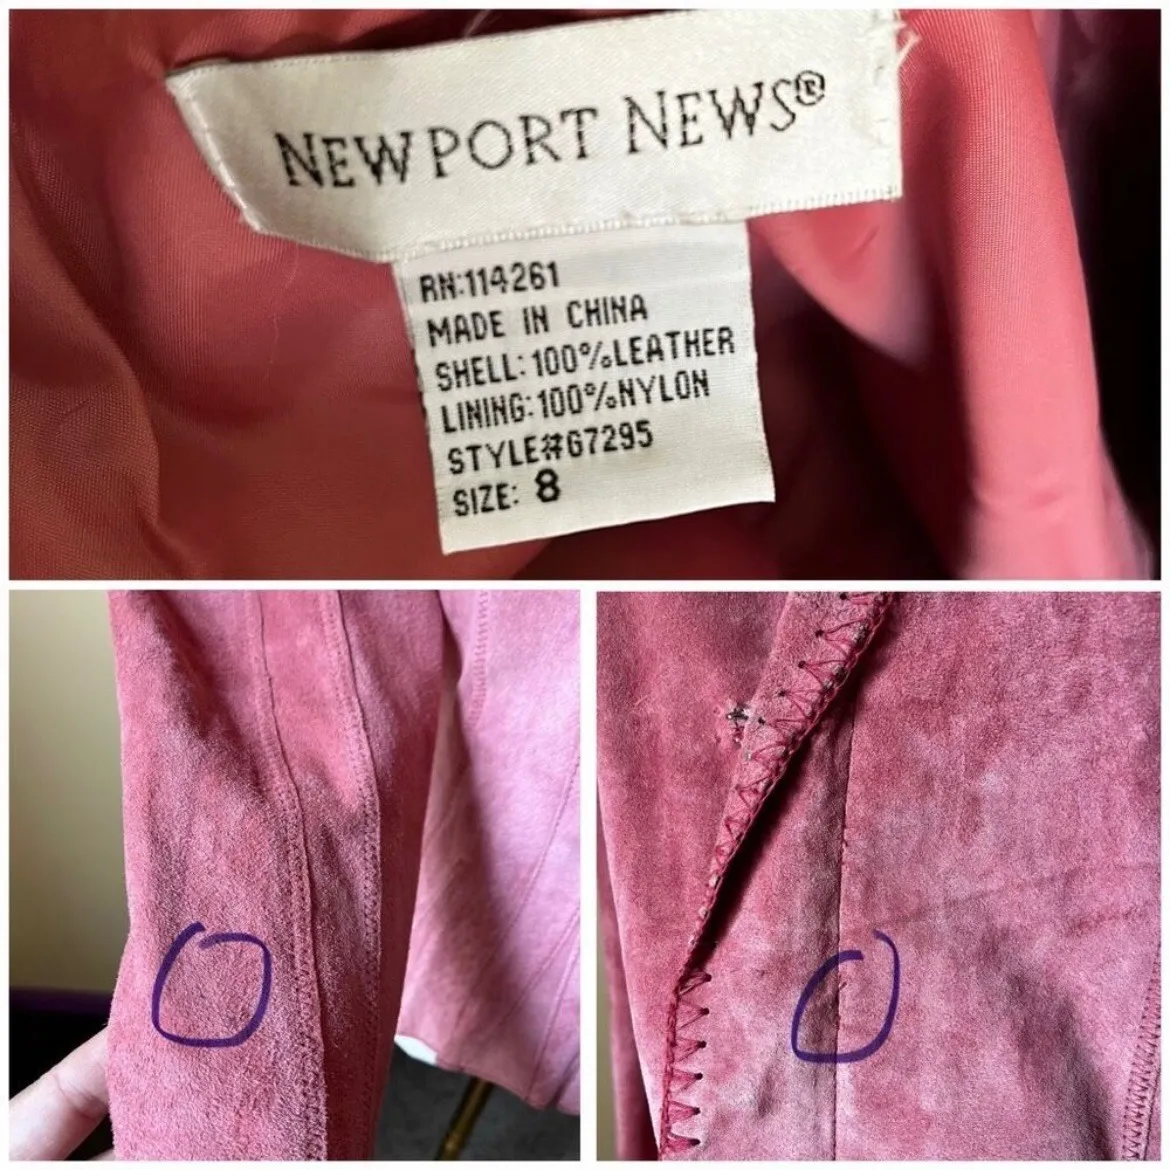 NEWPORT NEWS®
RN:114261
MADE IN CHINA
SHELL:100%LEATHER
LINING:100%NYLON
STYLE#G7295
SIZE: 8